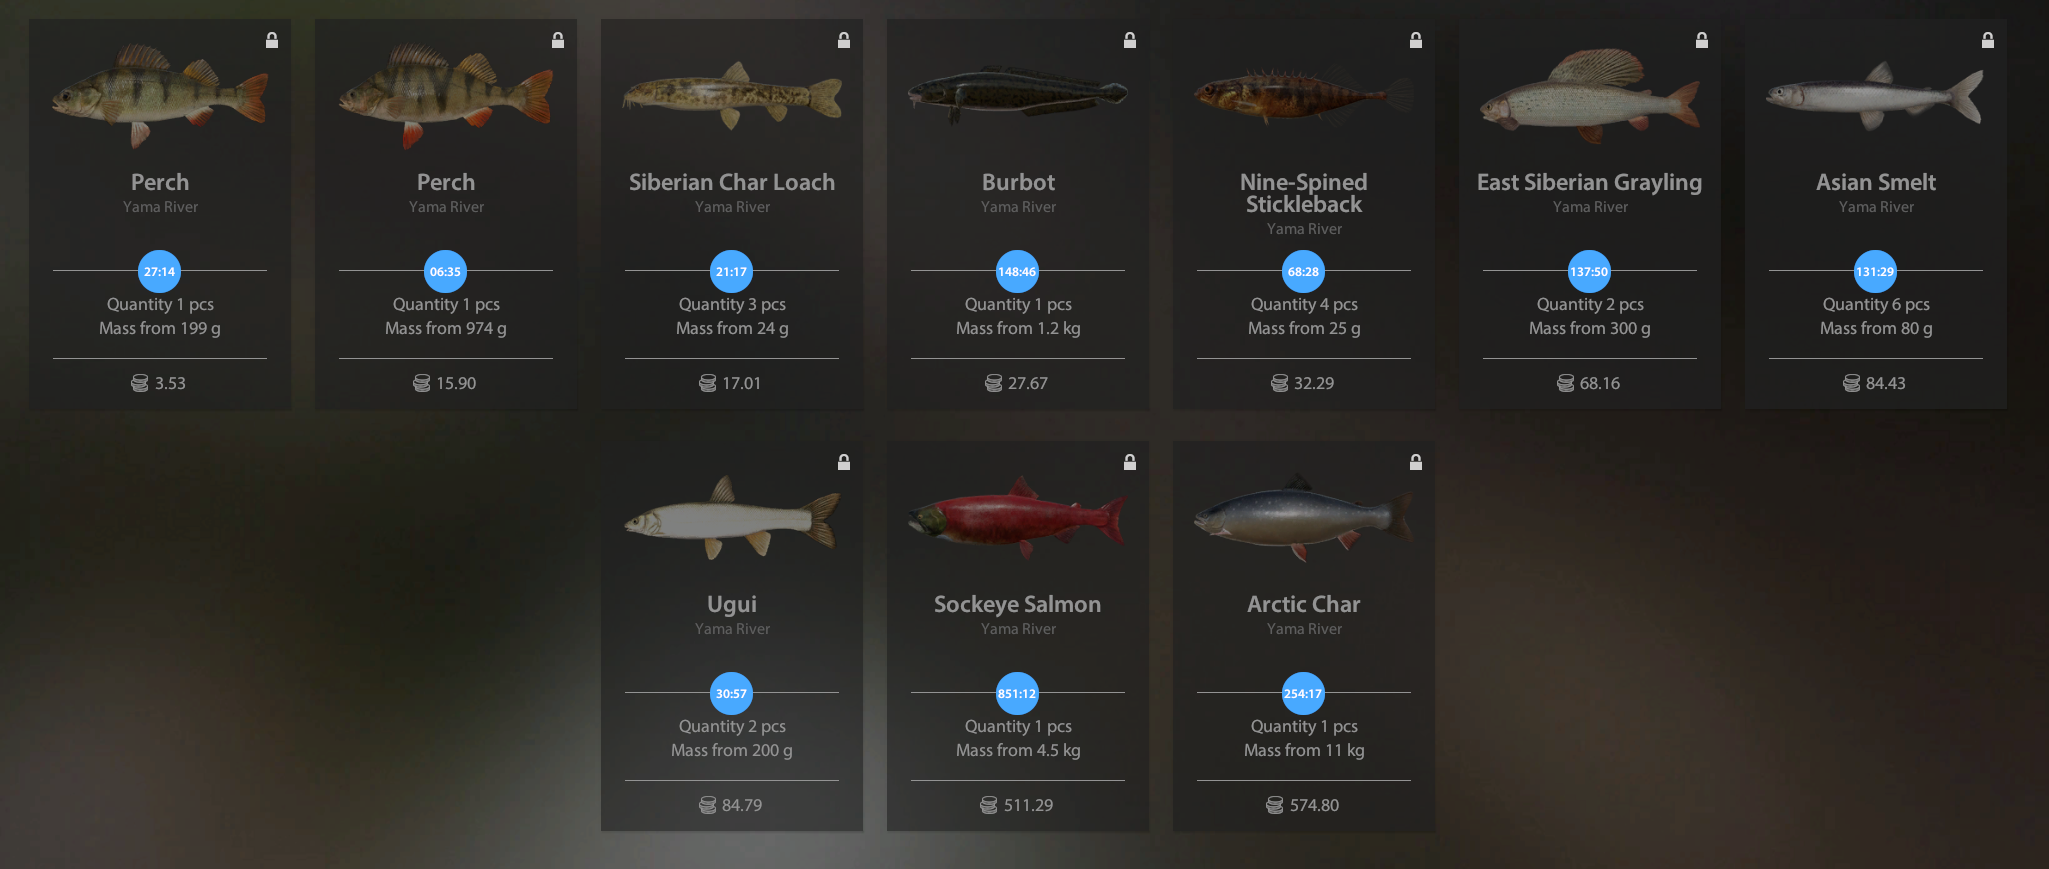 Perch
Yama River
27:14
Quantity 1 pcs
Mass from 199 g
3.53
Perch
Yama River
06:35
Quantity 1 pcs
Mass from 974 g
15.90
Siberian Char Loach
Yama River
21:17
Quantity 3 pcs
Mass from 24 g
17.01
Burbot
Yama River
148:46
Quantity 1 pcs
Mass from 1.2 kg
27.67
Nine-Spined
Stickleback
Yama River
68:28
Quantity 4 pcs
Mass from 25 g
32.29
East Siberian Grayling
Yama River
137:50
Quantity 2 pcs
Mass from 300 g
68.16
Asian Smelt
Yama River
131:29
Quantity 6 pcs
Mass from 80 g
84.43
Ugui
Yama River
30:57
Quantity 2 pcs
Mass from 200 g
84.79
Sockeye Salmon
Yama River
851:12
Quantity 1 pcs
Mass from 4.5 kg
511.29
Arctic Char
Yama River
254:17
Quantity 1 pcs
Mass from 11 kg
574.80